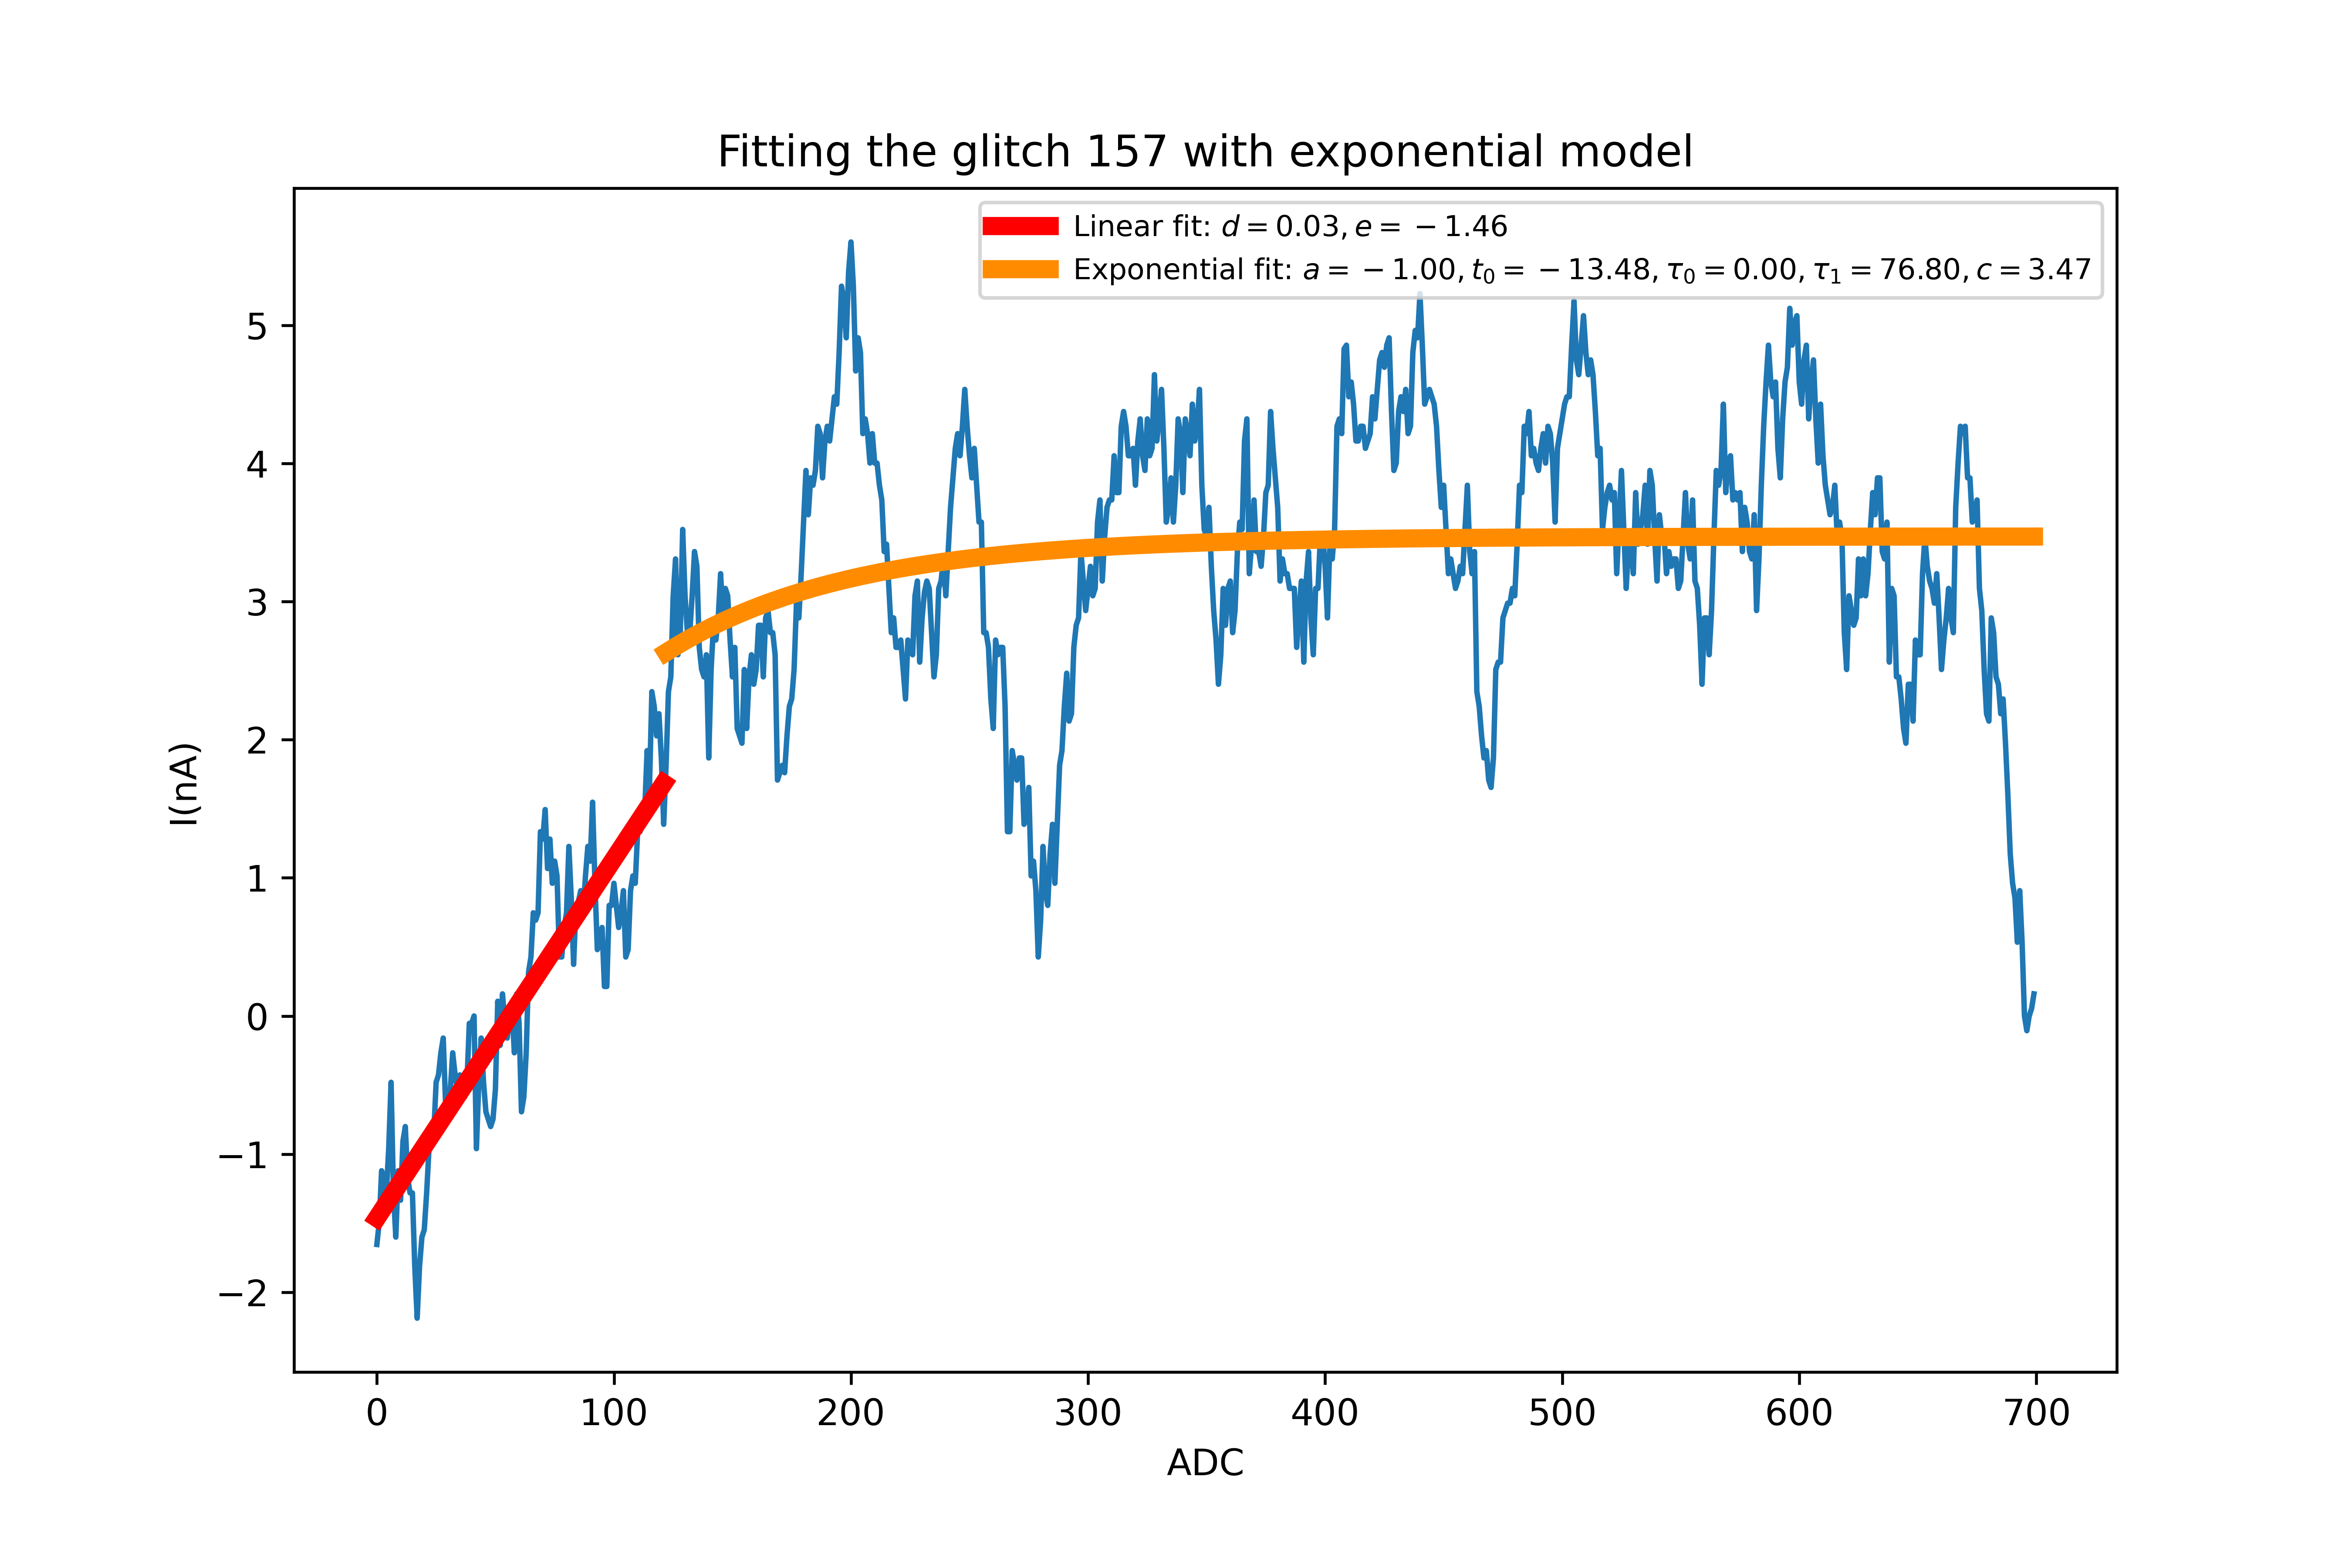 Fitting the glitch 157 with exponential model
Linear fit: d = 0.03, e = −1.46
Exponential fit: a = −1.00, t₀ = −13.48, τ₀ = 0.00, τ₁ = 76.80, c = 3.47
5
4
3
2
1
0
−1
−2
I(nA)
0 100 200 300 400 500 600 700
ADC